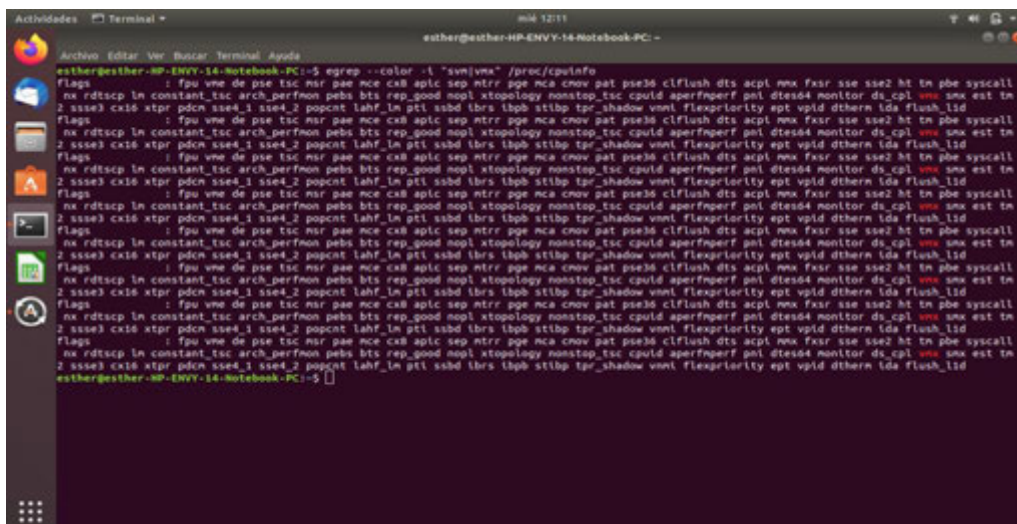 Actividades Terminal mié 12:11
esther@esther-HP-ENVY-14-Notebook-PC: ~
Archivo Editar Ver Buscar Terminal Ayuda
esther@esther-HP-ENVY-14-Notebook-PC:~$ egrep --color -i "svm|vmx" /proc/cpuinfo
flags : fpu vme de pse tsc msr pae mce cx8 apic sep mtrr pge mca cmov pat pse36 clflush dts acpi mmx fxsr sse sse2 ht tm pbe syscall
nx rdtscp lm constant_tsc arch_perfmon pebs bts rep_good nopl xtopology nonstop_tsc cpuid aperfmperf pni dtes64 monitor ds_cpl vmx smx est tm
2 ssse3 cx16 xtpr pdcm sse4_1 sse4_2 popcnt lahf_lm pti ssbd ibrs ibpb stibp tpr_shadow vnmi flexpriority ept vpid dtherm ida flush_l1d
flags : fpu vme de pse tsc msr pae mce cx8 apic sep mtrr pge mca cmov pat pse36 clflush dts acpi mmx fxsr sse sse2 ht tm pbe syscall
nx rdtscp lm constant_tsc arch_perfmon pebs bts rep_good nopl xtopology nonstop_tsc cpuid aperfmperf pni dtes64 monitor ds_cpl vmx smx est tm
2 ssse3 cx16 xtpr pdcm sse4_1 sse4_2 popcnt lahf_lm pti ssbd ibrs ibpb stibp tpr_shadow vnmi flexpriority ept vpid dtherm ida flush_l1d
flags : fpu vme de pse tsc msr pae mce cx8 apic sep mtrr pge mca cmov pat pse36 clflush dts acpi mmx fxsr sse sse2 ht tm pbe syscall
nx rdtscp lm constant_tsc arch_perfmon pebs bts rep_good nopl xtopology nonstop_tsc cpuid aperfmperf pni dtes64 monitor ds_cpl vmx smx est tm
2 ssse3 cx16 xtpr pdcm sse4_1 sse4_2 popcnt lahf_lm pti ssbd ibrs ibpb stibp tpr_shadow vnmi flexpriority ept vpid dtherm ida flush_l1d
flags : fpu vme de pse tsc msr pae mce cx8 apic sep mtrr pge mca cmov pat pse36 clflush dts acpi mmx fxsr sse sse2 ht tm pbe syscall
nx rdtscp lm constant_tsc arch_perfmon pebs bts rep_good nopl xtopology nonstop_tsc cpuid aperfmperf pni dtes64 monitor ds_cpl vmx smx est tm
2 ssse3 cx16 xtpr pdcm sse4_1 sse4_2 popcnt lahf_lm pti ssbd ibrs ibpb stibp tpr_shadow vnmi flexpriority ept vpid dtherm ida flush_l1d
flags : fpu vme de pse tsc msr pae mce cx8 apic sep mtrr pge mca cmov pat pse36 clflush dts acpi mmx fxsr sse sse2 ht tm pbe syscall
nx rdtscp lm constant_tsc arch_perfmon pebs bts rep_good nopl xtopology nonstop_tsc cpuid aperfmperf pni dtes64 monitor ds_cpl vmx smx est tm
2 ssse3 cx16 xtpr pdcm sse4_1 sse4_2 popcnt lahf_lm pti ssbd ibrs ibpb stibp tpr_shadow vnmi flexpriority ept vpid dtherm ida flush_l1d
flags : fpu vme de pse tsc msr pae mce cx8 apic sep mtrr pge mca cmov pat pse36 clflush dts acpi mmx fxsr sse sse2 ht tm pbe syscall
nx rdtscp lm constant_tsc arch_perfmon pebs bts rep_good nopl xtopology nonstop_tsc cpuid aperfmperf pni dtes64 monitor ds_cpl vmx smx est tm
2 ssse3 cx16 xtpr pdcm sse4_1 sse4_2 popcnt lahf_lm pti ssbd ibrs ibpb stibp tpr_shadow vnmi flexpriority ept vpid dtherm ida flush_l1d
flags : fpu vme de pse tsc msr pae mce cx8 apic sep mtrr pge mca cmov pat pse36 clflush dts acpi mmx fxsr sse sse2 ht tm pbe syscall
nx rdtscp lm constant_tsc arch_perfmon pebs bts rep_good nopl xtopology nonstop_tsc cpuid aperfmperf pni dtes64 monitor ds_cpl vmx smx est tm
2 ssse3 cx16 xtpr pdcm sse4_1 sse4_2 popcnt lahf_lm pti ssbd ibrs ibpb stibp tpr_shadow vnmi flexpriority ept vpid dtherm ida flush_l1d
flags : fpu vme de pse tsc msr pae mce cx8 apic sep mtrr pge mca cmov pat pse36 clflush dts acpi mmx fxsr sse sse2 ht tm pbe syscall
nx rdtscp lm constant_tsc arch_perfmon pebs bts rep_good nopl xtopology nonstop_tsc cpuid aperfmperf pni dtes64 monitor ds_cpl vmx smx est tm
2 ssse3 cx16 xtpr pdcm sse4_1 sse4_2 popcnt lahf_lm pti ssbd ibrs ibpb stibp tpr_shadow vnmi flexpriority ept vpid dtherm ida flush_l1d
esther@esther-HP-ENVY-14-Notebook-PC:~$